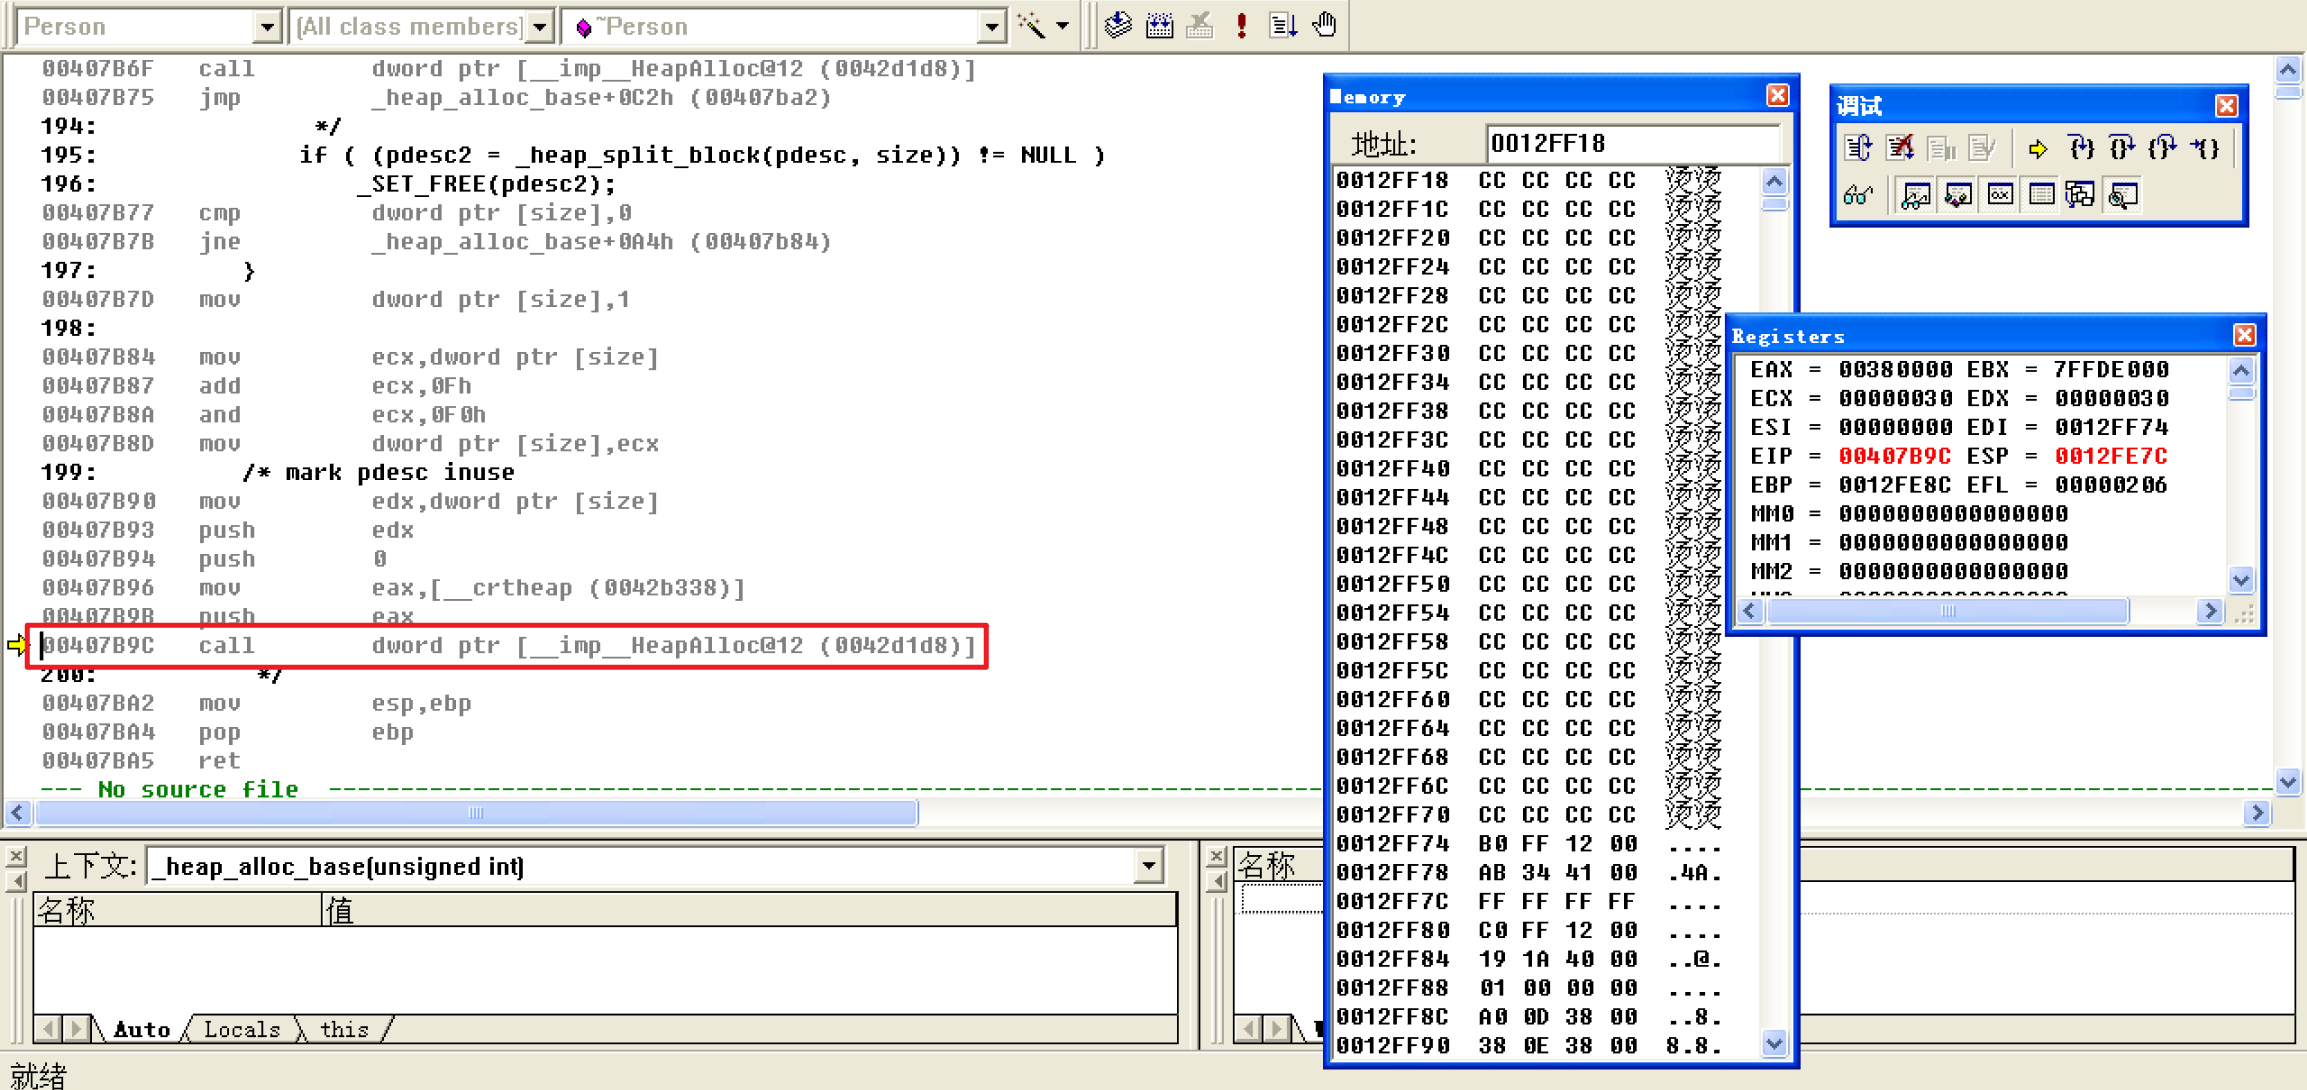 Person
(All class members)
~Person
00407B6F call dword ptr [__imp__HeapAlloc@12 (0042d1d8)]
00407B75 jmp _heap_alloc_base+0C2h (00407ba2)
194: */
195: if ( (pdesc2 = _heap_split_block(pdesc, size)) != NULL )
196: _SET_FREE(pdesc2);
00407B77 cmp dword ptr [size],0
00407B7B jne _heap_alloc_base+0A4h (00407b84)
197: }
00407B7D mov dword ptr [size],1
198:
00407B84 mov ecx,dword ptr [size]
00407B87 add ecx,0Fh
00407B8A and ecx,0F0h
00407B8D mov dword ptr [size],ecx
199: /* mark pdesc inuse
00407B90 mov edx,dword ptr [size]
00407B93 push edx
00407B94 push 0
00407B96 mov eax,[__crtheap (0042b338)]
00407B9B push eax
00407B9C call dword ptr [__imp__HeapAlloc@12 (0042d1d8)]
200: */
00407BA2 mov esp,ebp
00407BA4 pop ebp
00407BA5 ret
--- No source file
Memory
地址: 0012FF18
0012FF18 CC CC CC CC 烫烫
0012FF1C CC CC CC CC 烫烫
0012FF20 CC CC CC CC 烫烫
0012FF24 CC CC CC CC 烫烫
0012FF28 CC CC CC CC 烫烫
0012FF2C CC CC CC CC 烫烫
0012FF30 CC CC CC CC 烫烫
0012FF34 CC CC CC CC 烫烫
0012FF38 CC CC CC CC 烫烫
0012FF3C CC CC CC CC 烫烫
0012FF40 CC CC CC CC 烫烫
0012FF44 CC CC CC CC 烫烫
0012FF48 CC CC CC CC 烫烫
0012FF4C CC CC CC CC 烫烫
0012FF50 CC CC CC CC 烫烫
0012FF54 CC CC CC CC 烫烫
0012FF58 CC CC CC CC 烫烫
0012FF5C CC CC CC CC 烫烫
0012FF60 CC CC CC CC 烫烫
0012FF64 CC CC CC CC 烫烫
0012FF68 CC CC CC CC 烫烫
0012FF6C CC CC CC CC 烫烫
0012FF70 CC CC CC CC 烫烫
0012FF74 B0 FF 12 00 ....
0012FF78 AB 34 41 00 .4A.
0012FF7C FF FF FF FF ....
0012FF80 C0 FF 12 00 ....
0012FF84 19 1A 40 00 ..@.
0012FF88 01 00 00 00 ....
0012FF8C A0 0D 38 00 ..8.
0012FF90 38 0E 38 00 8.8.
调试
Registers
EAX = 00380000 EBX = 7FFDE000
ECX = 00000030 EDX = 00000030
ESI = 00000000 EDI = 0012FF74
EIP = 00407B9C ESP = 0012FE7C
EBP = 0012FE8C EFL = 00000206
MM0 = 0000000000000000
MM1 = 0000000000000000
MM2 = 0000000000000000
上下文: _heap_alloc_base(unsigned int)
名称 值
Auto Locals this
名称
就绪